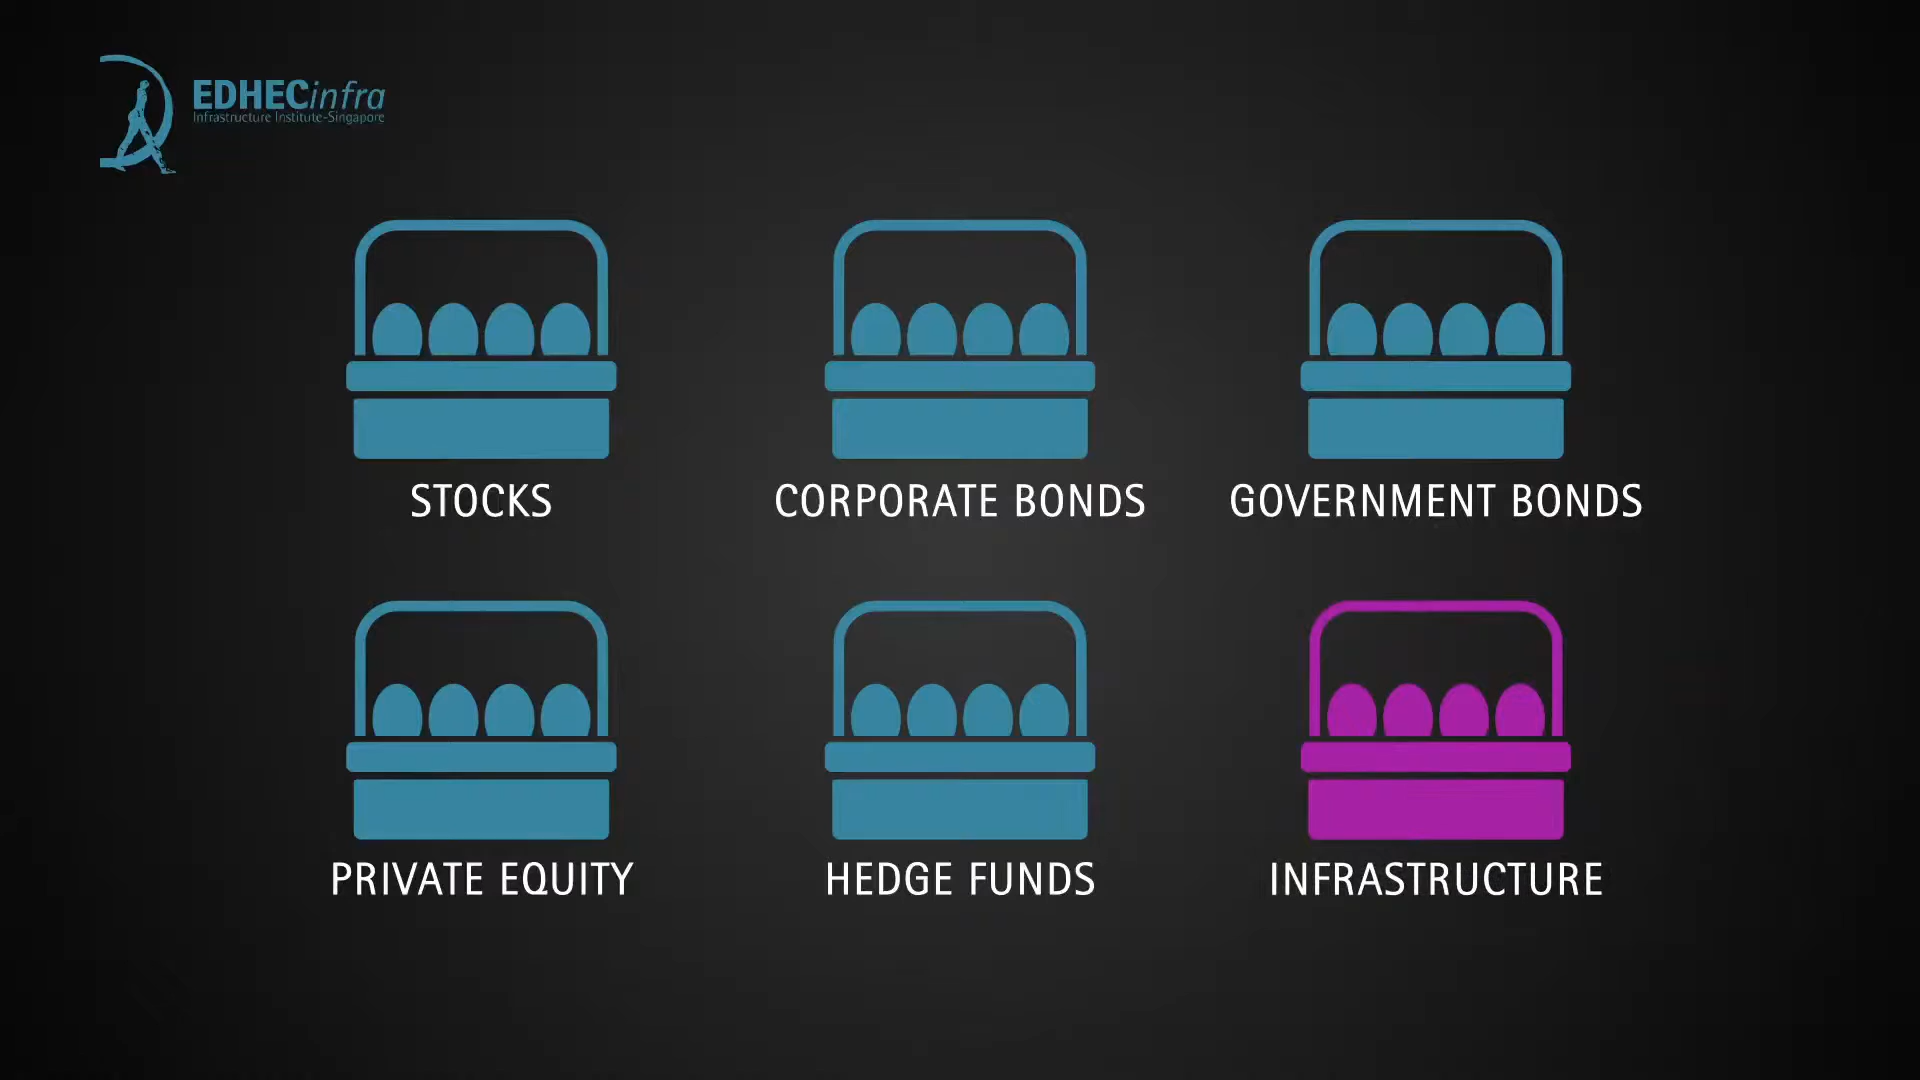 EDHECinfra
Infrastructure Institute-Singapore
STOCKS
CORPORATE BONDS
GOVERNMENT BONDS
PRIVATE EQUITY
HEDGE FUNDS
INFRASTRUCTURE